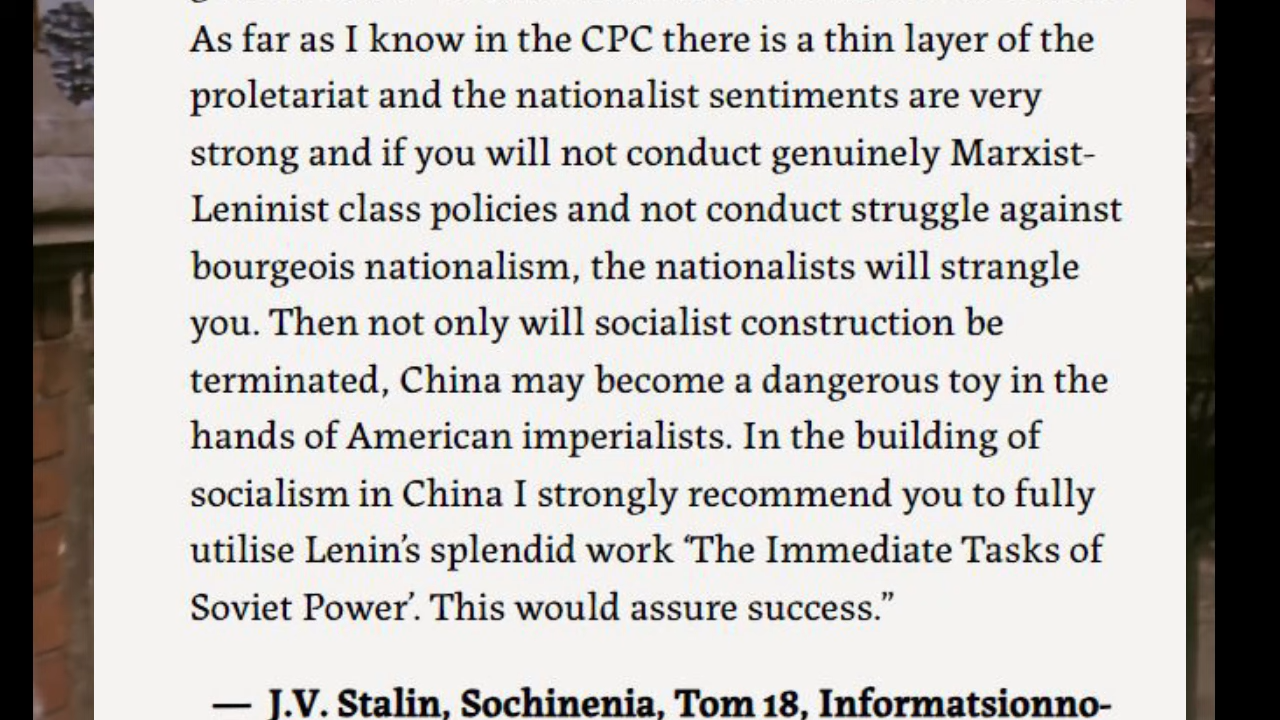 As far as I know in the CPC there is a thin layer of the
proletariat and the nationalist sentiments are very
strong and if you will not conduct genuinely Marxist-
Leninist class policies and not conduct struggle against
bourgeois nationalism, the nationalists will strangle
you. Then not only will socialist construction be
terminated, China may become a dangerous toy in the
hands of American imperialists. In the building of
socialism in China I strongly recommend you to fully
utilise Lenin’s splendid work ‘The Immediate Tasks of
Soviet Power’. This would assure success.”
— J.V. Stalin, Sochinenia, Tom 18, Informatsionno-